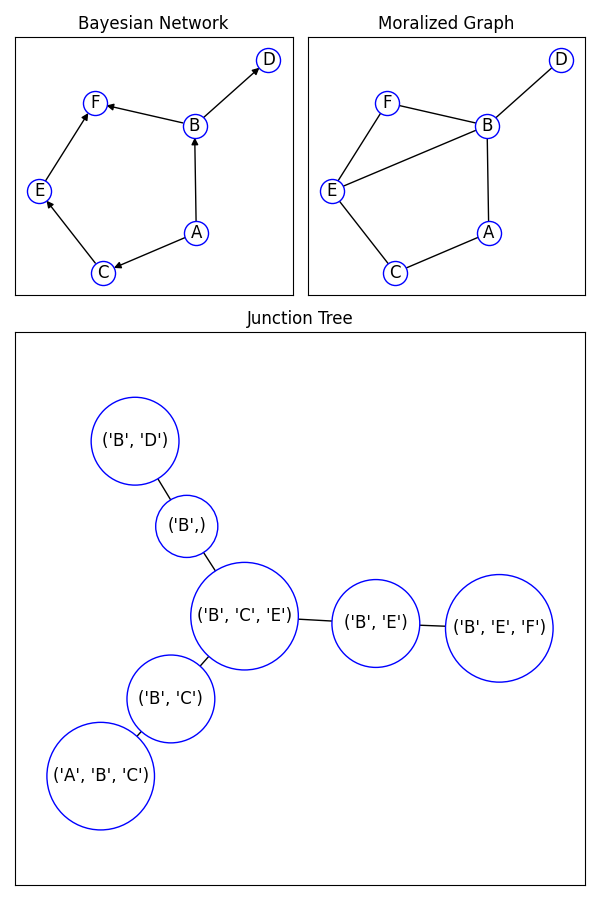 Bayesian Network
Moralized Graph
D
F
B
E
A
C
D
F
B
E
A
C
Junction Tree
('B', 'D')
('B',)
('B', 'C', 'E')
('B', 'E')
('B', 'E', 'F')
('B', 'C')
('A', 'B', 'C')